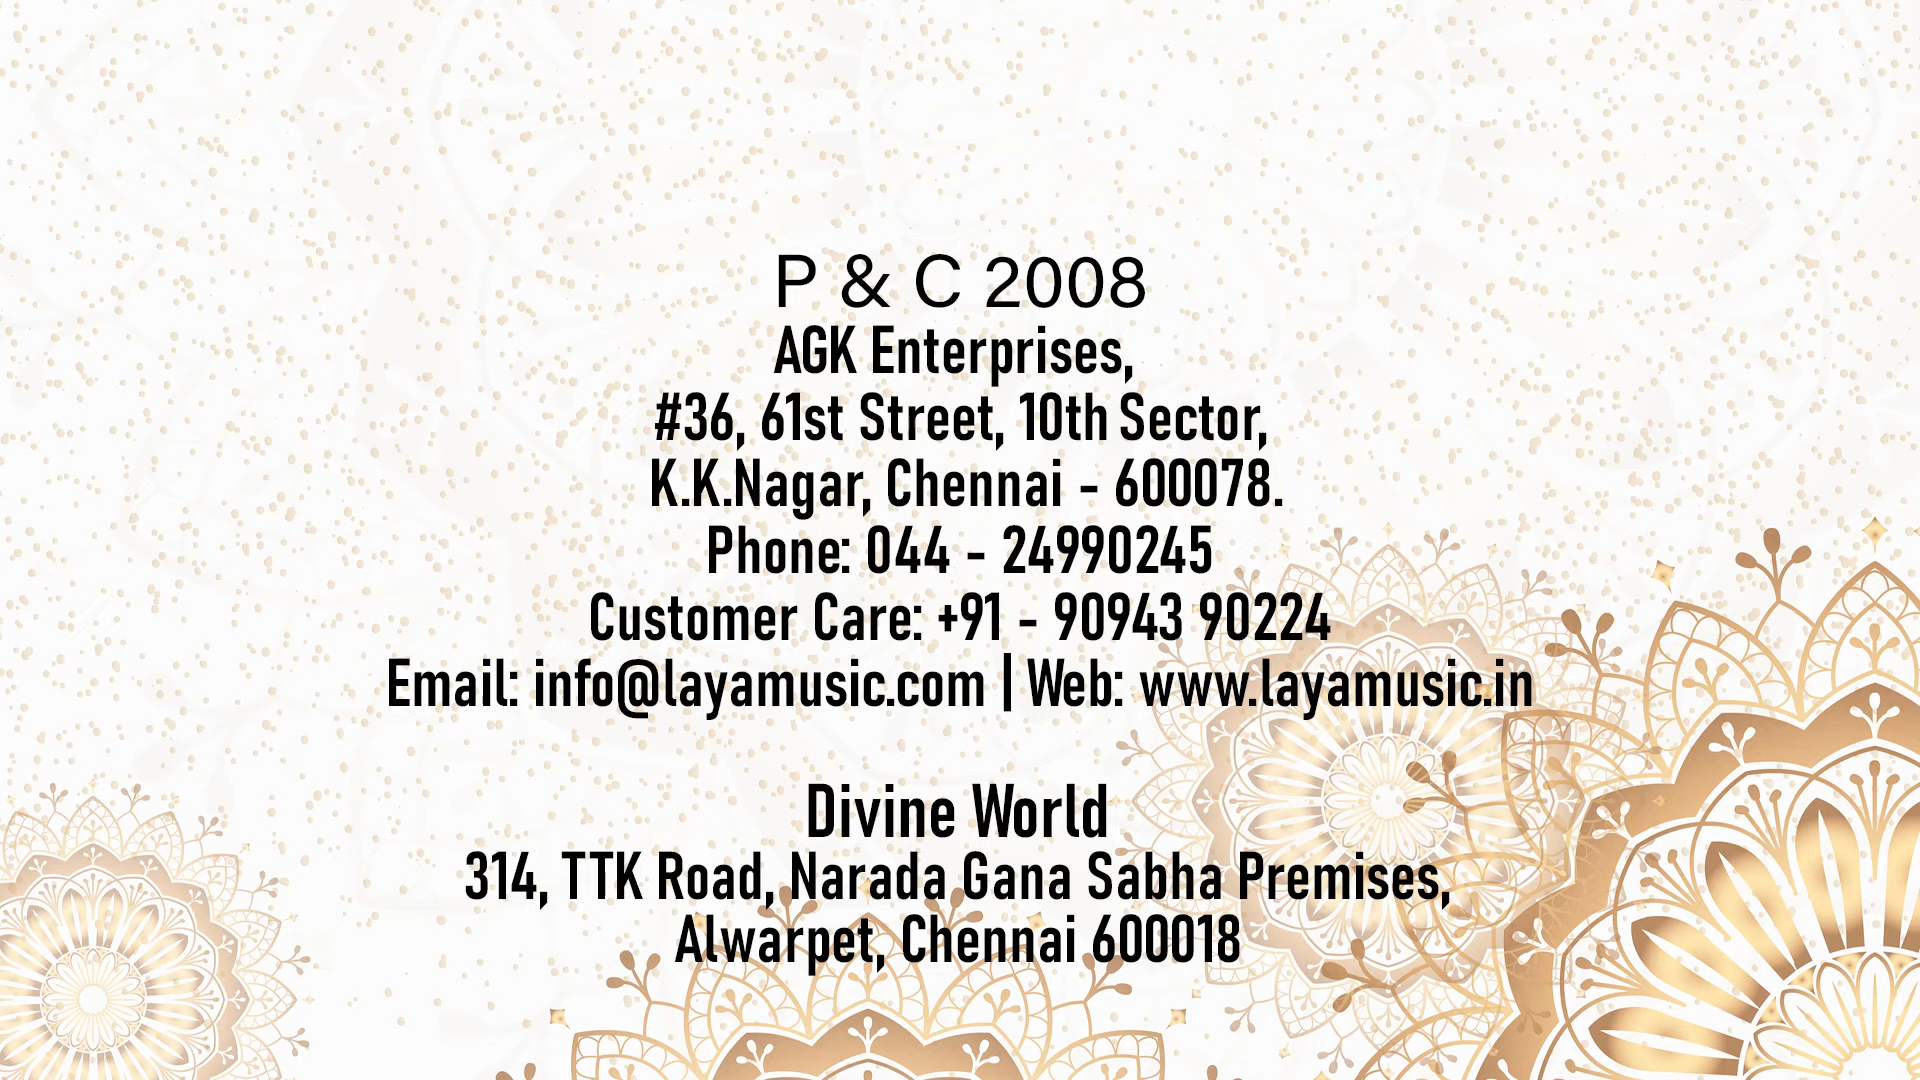 P & C 2008
AGK Enterprises,
#36, 61st Street, 10th Sector,
K.K.Nagar, Chennai - 600078.
Phone: 044 - 24990245
Customer Care: +91 - 90943 90224
Email: info@layamusic.com | Web: www.layamusic.in
Divine World
314, TTK Road, Narada Gana Sabha Premises,
Alwarpet, Chennai 600018